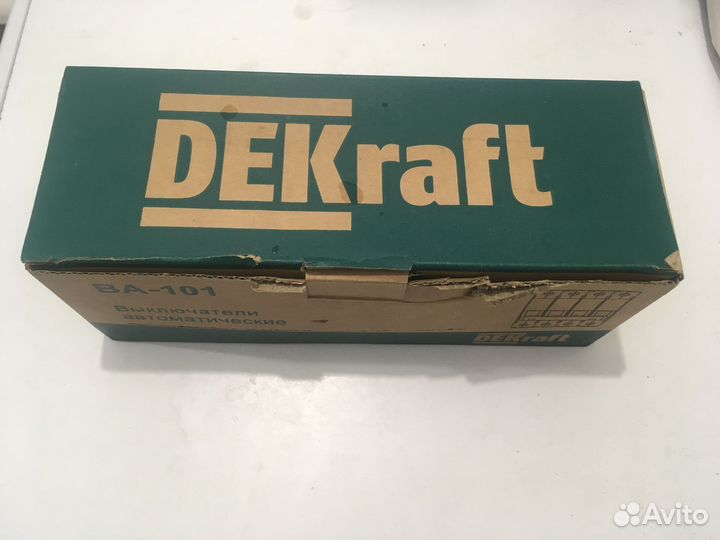 DEKraft
ВА-101
Выключатели
автоматические
DEKraft
Avito